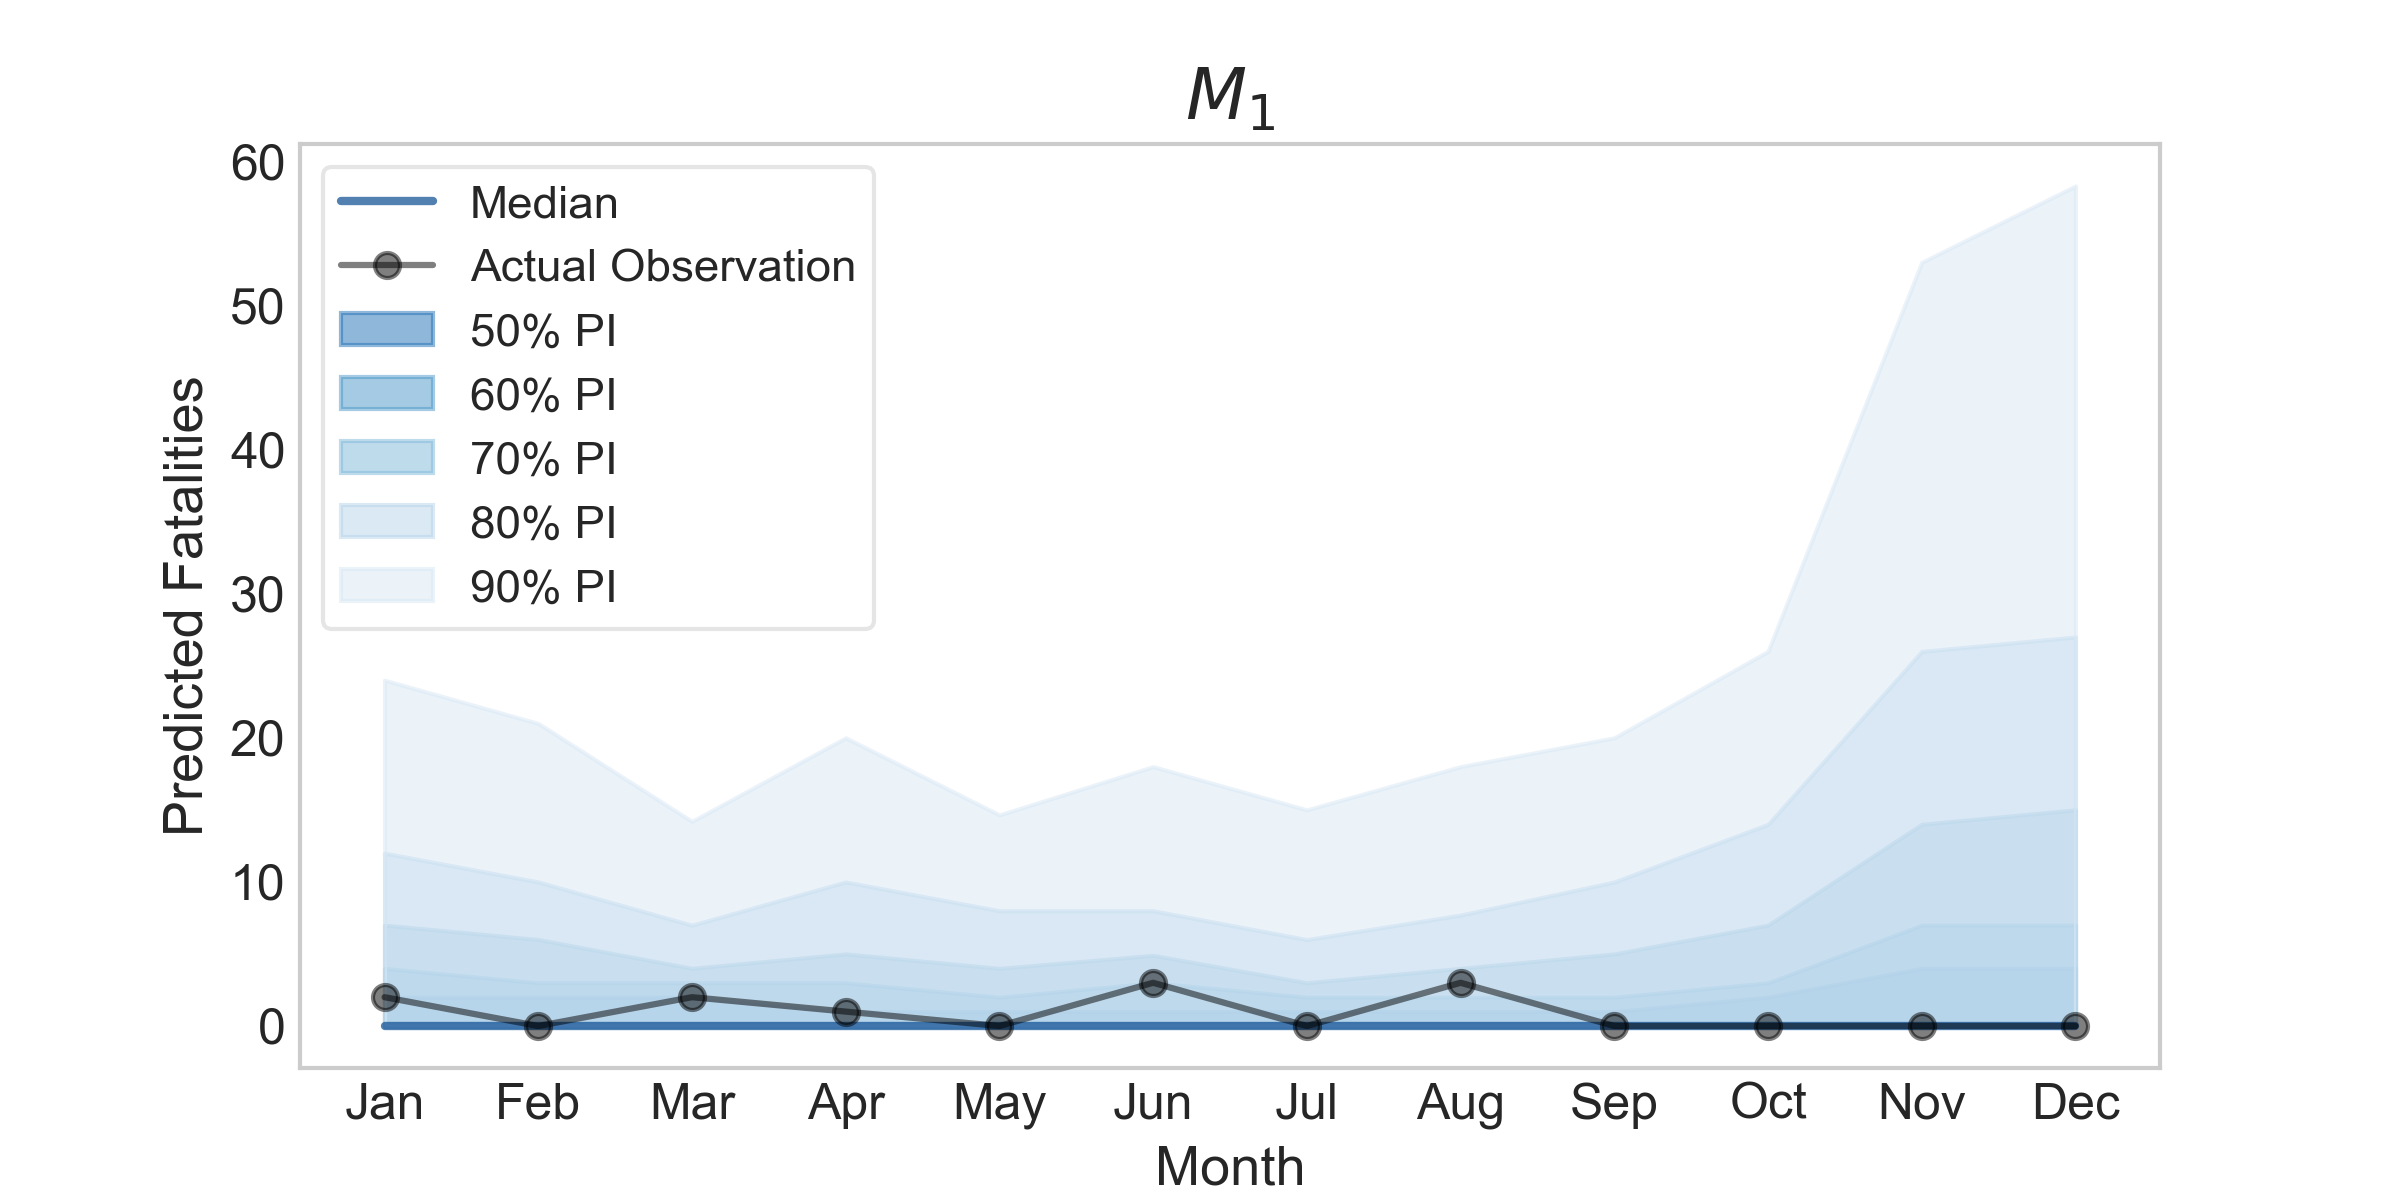 M₁
Predicted Fatalities
60
50
40
30
20
10
0
Median
Actual Observation
50% PI
60% PI
70% PI
80% PI
90% PI
Jan Feb Mar Apr May Jun Jul Aug Sep Oct Nov Dec
Month